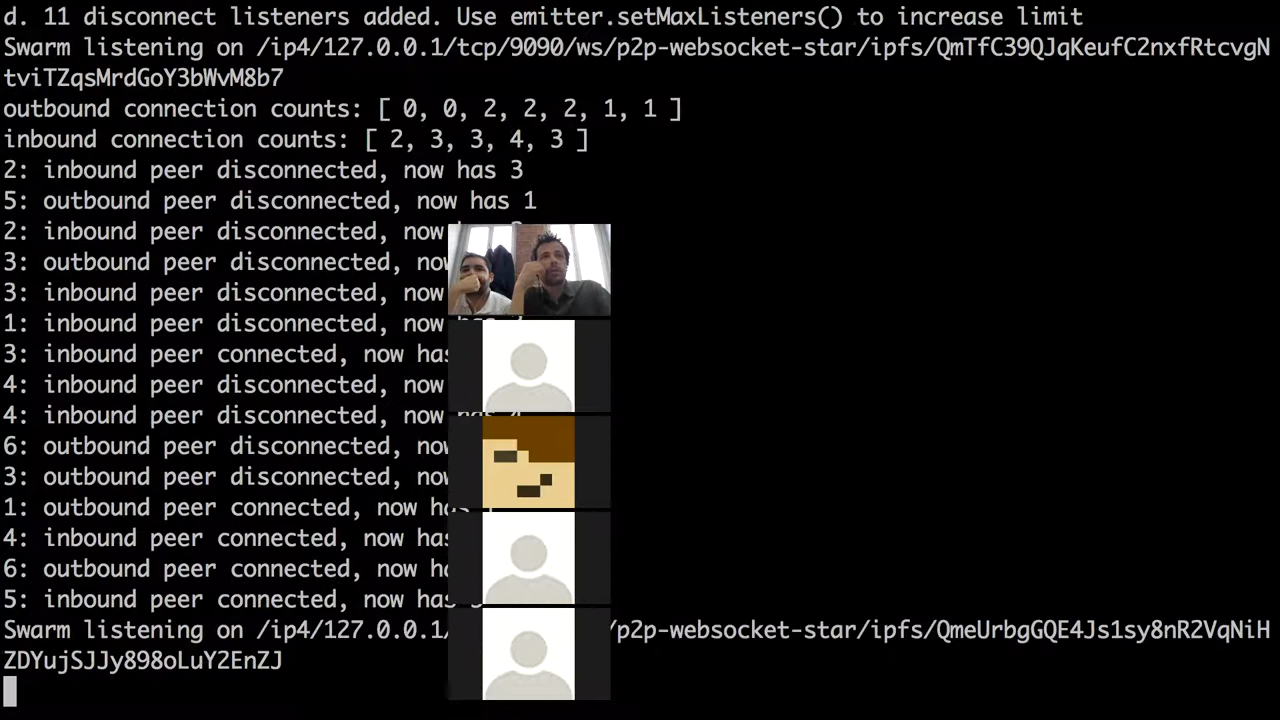 d. 11 disconnect listeners added. Use emitter.setMaxListeners() to increase limit
Swarm listening on /ip4/127.0.0.1/tcp/9090/ws/p2p-websocket-star/ipfs/QmTfC39QJqKeufC2nxfRtcvgN
tviTZqsMrdGoY3bWvM8b7
outbound connection counts: [ 0, 0, 2, 2, 2, 1, 1 ]
inbound connection counts: [ 2, 3, 3, 4, 3 ]
2: inbound peer disconnected, now has 3
5: outbound peer disconnected, now has 1
2: inbound peer disconnected, now
3: outbound peer disconnected, now
3: inbound peer disconnected, now
1: inbound peer disconnected, now has
3: inbound peer connected, now has
4: inbound peer disconnected, now
4: inbound peer disconnected, now has
6: outbound peer disconnected, now
3: outbound peer disconnected, now
1: outbound peer connected, now has
4: inbound peer connected, now has
6: outbound peer connected, now
5: inbound peer connected, now has
Swarm listening on /ip4/127.0.0.1/ /p2p-websocket-star/ipfs/QmeUrbgGQE4Js1sy8nR2VqNiH
ZDYujSJJy898oLuY2EnZJ